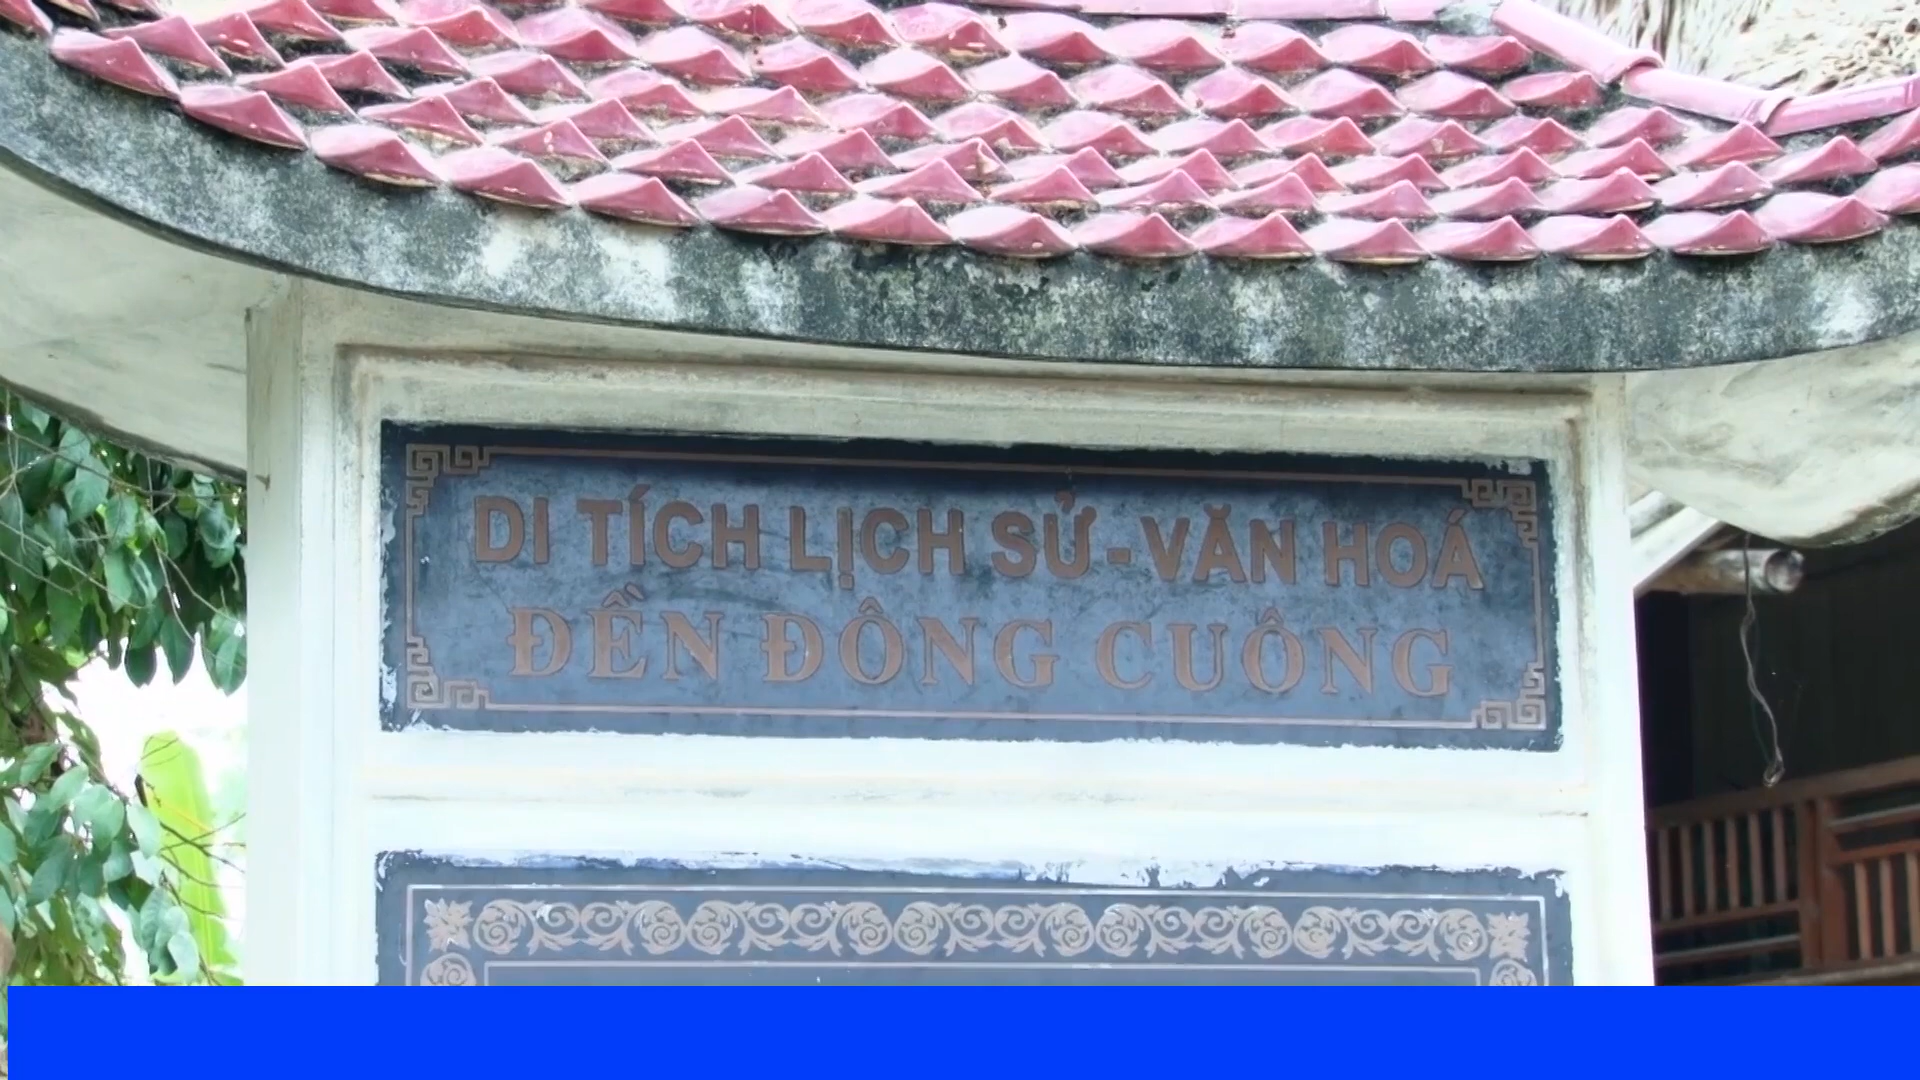 DI TÍCH LỊCH SỬ - VĂN HOÁ
ĐỀN ĐÔNG CUÔNG